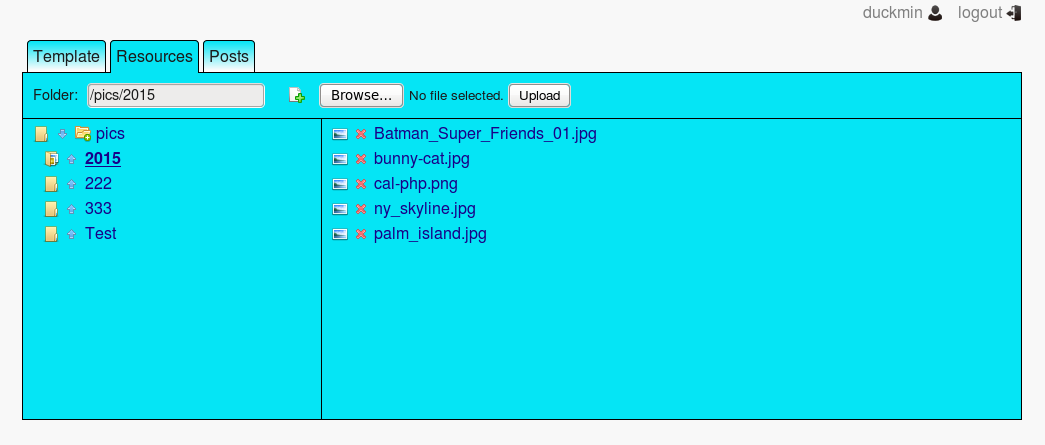 duckmin logout
Template Resources Posts
Folder: /pics/2015 Browse... No file selected. Upload
pics
2015
222
333
Test
Batman_Super_Friends_01.jpg
bunny-cat.jpg
cal-php.png
ny_skyline.jpg
palm_island.jpg